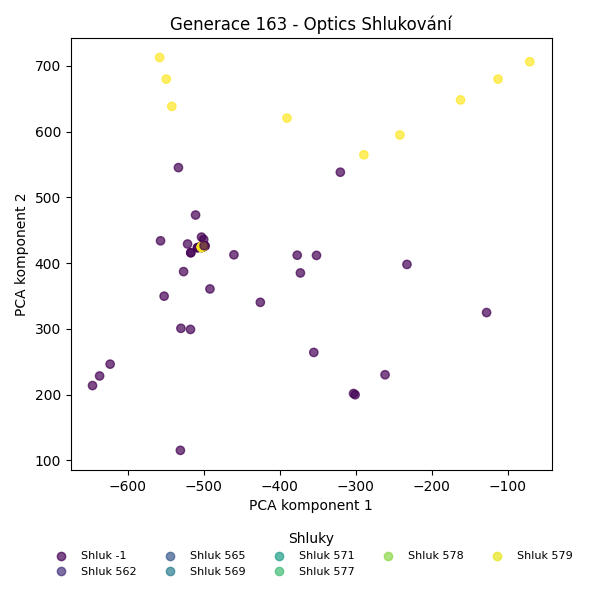 Generace 163 - Optics Shlukování
700
600
500
400
300
200
100
PCA komponent 2
−600 −500 −400 −300 −200 −100
PCA komponent 1
Shluky
Shluk -1 Shluk 565 Shluk 571 Shluk 578 Shluk 579
Shluk 562 Shluk 569 Shluk 577